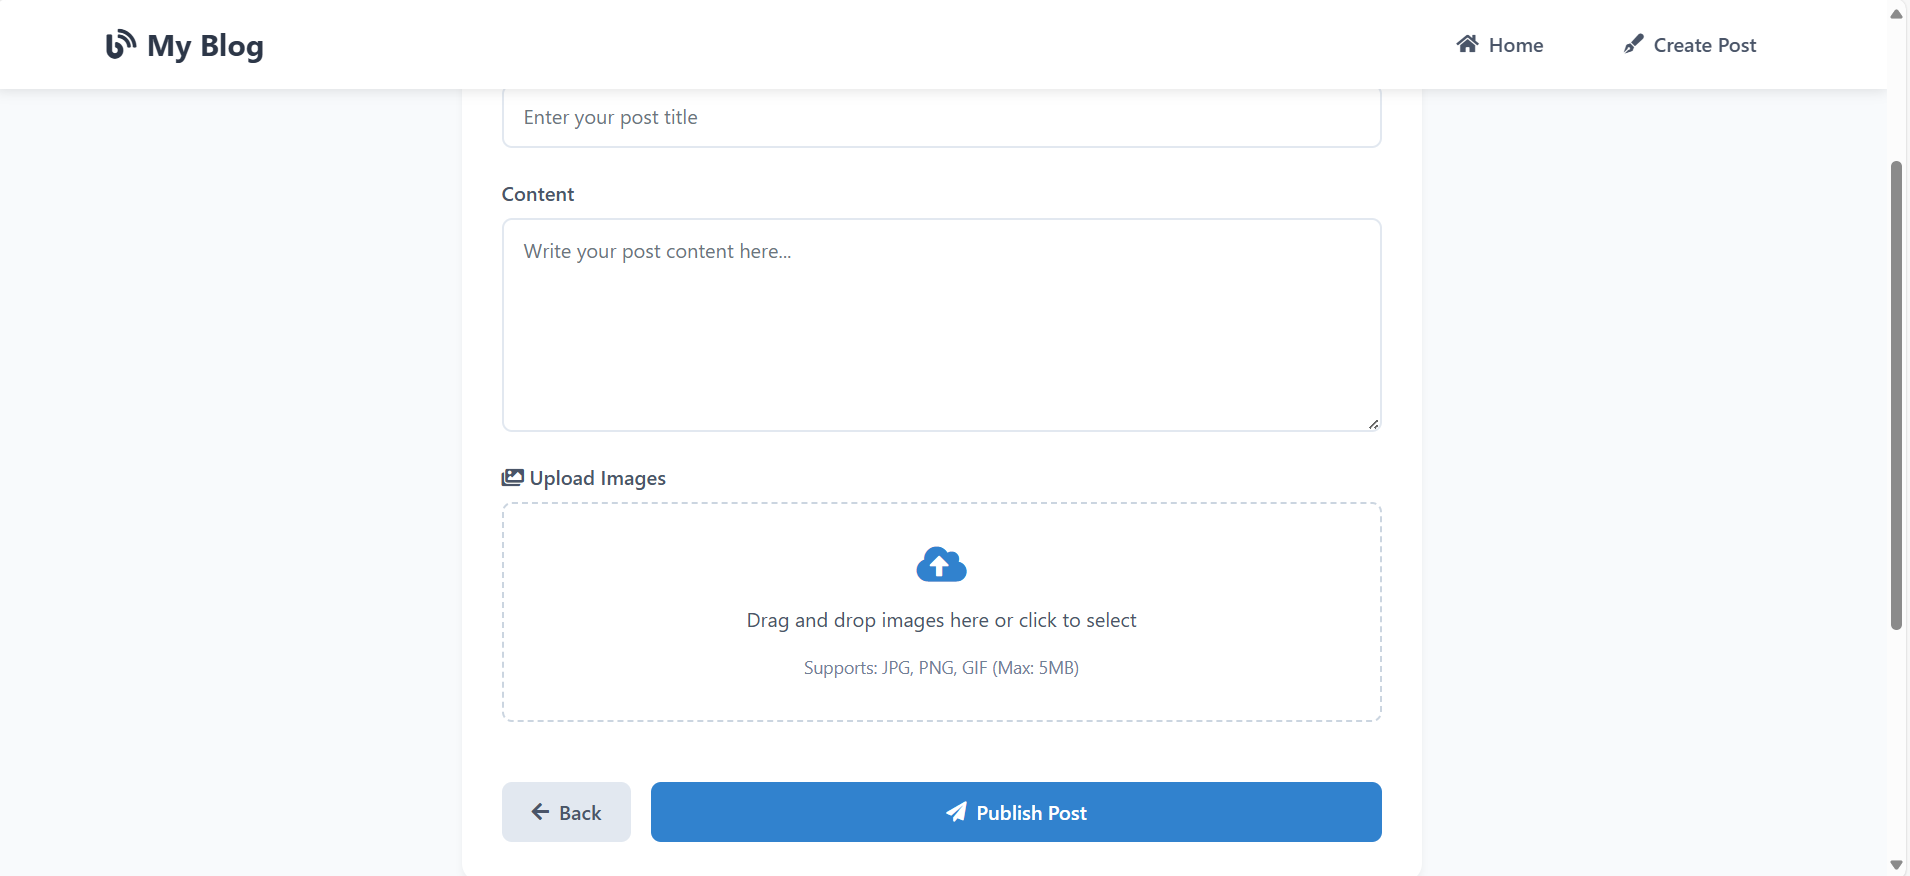 My Blog
Home
Create Post
Enter your post title
Content
Write your post content here...
Upload Images
Drag and drop images here or click to select
Supports: JPG, PNG, GIF (Max: 5MB)
Back
Publish Post